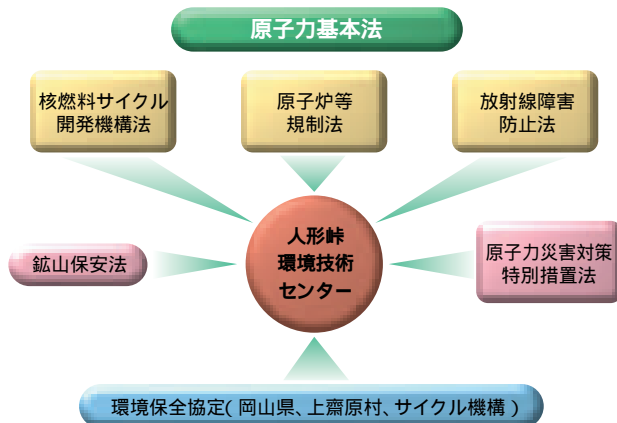 原子力基本法
核燃料サイクル
開発機構法
原子炉等
規制法
放射線障害
防止法
人形峠
環境技術
センター
鉱山保安法
原子力災害対策
特別措置法
環境保全協定(岡山県、上齋原村、サイクル機構)